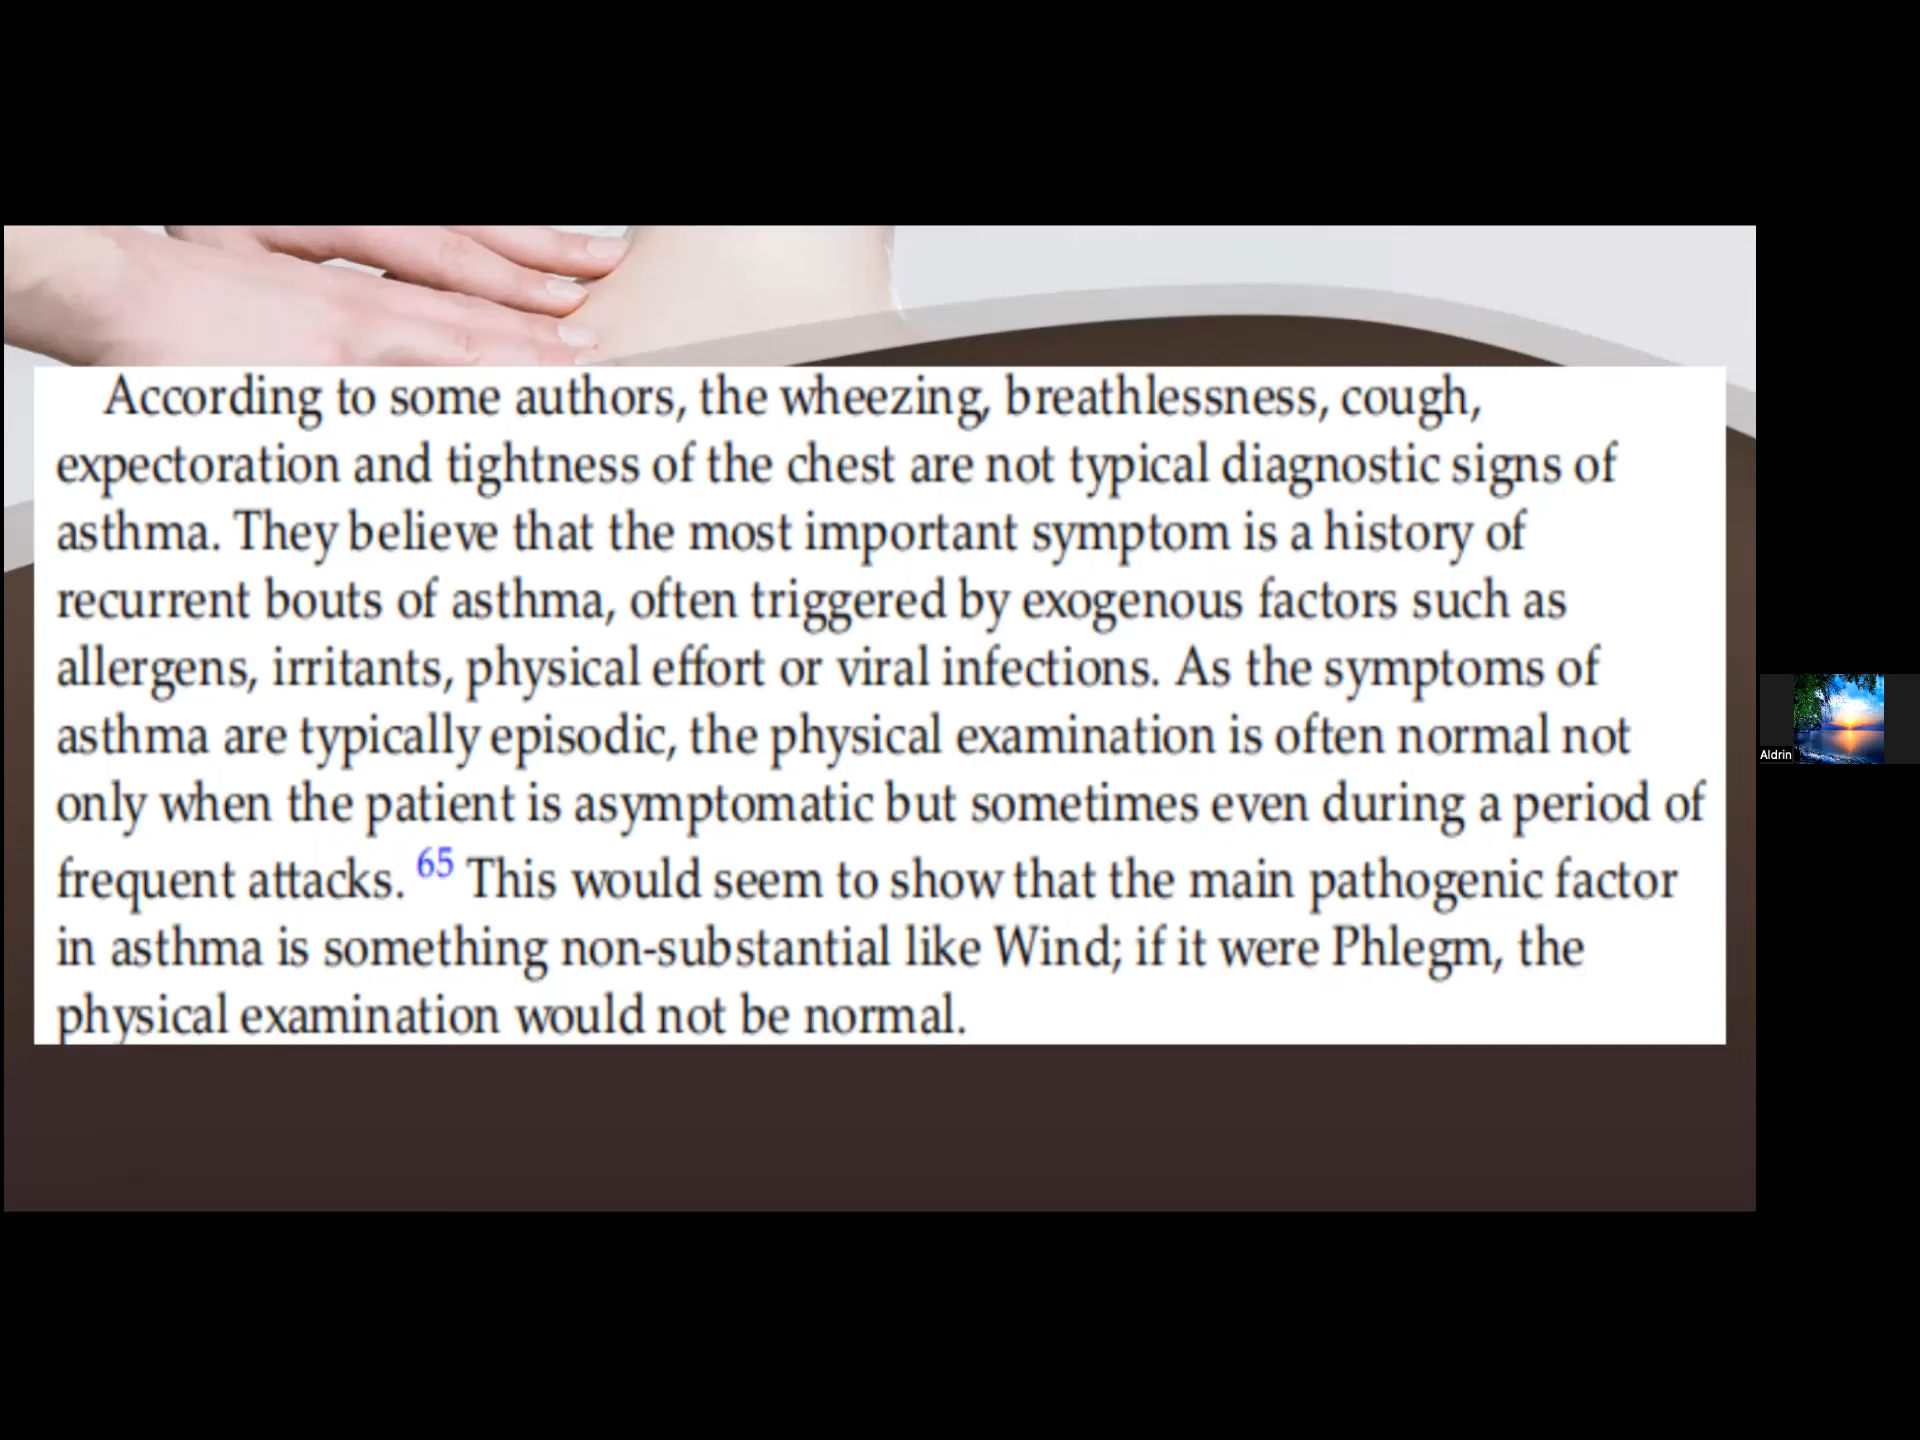 According to some authors, the wheezing, breathlessness, cough,
expectoration and tightness of the chest are not typical diagnostic signs of
asthma. They believe that the most important symptom is a history of
recurrent bouts of asthma, often triggered by exogenous factors such as
allergens, irritants, physical effort or viral infections. As the symptoms of
asthma are typically episodic, the physical examination is often normal not
only when the patient is asymptomatic but sometimes even during a period of
frequent attacks. 65 This would seem to show that the main pathogenic factor
in asthma is something non-substantial like Wind; if it were Phlegm, the
physical examination would not be normal.
Aldrin